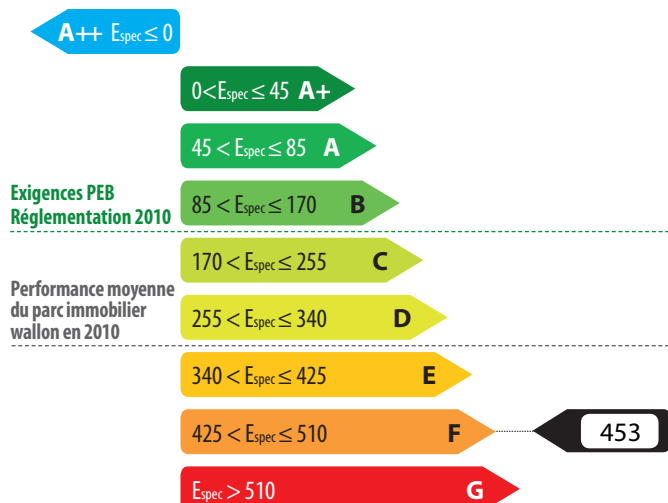 A++ Espec ≤ 0
0 < Espec ≤ 45 A+
45 < Espec ≤ 85 A
Exigences PEB
Réglementation 2010
85 < Espec ≤ 170 B
170 < Espec ≤ 255 C
Performance moyenne
du parc immobilier
wallon en 2010
255 < Espec ≤ 340 D
340 < Espec ≤ 425 E
425 < Espec ≤ 510 F
453
Espec > 510 G